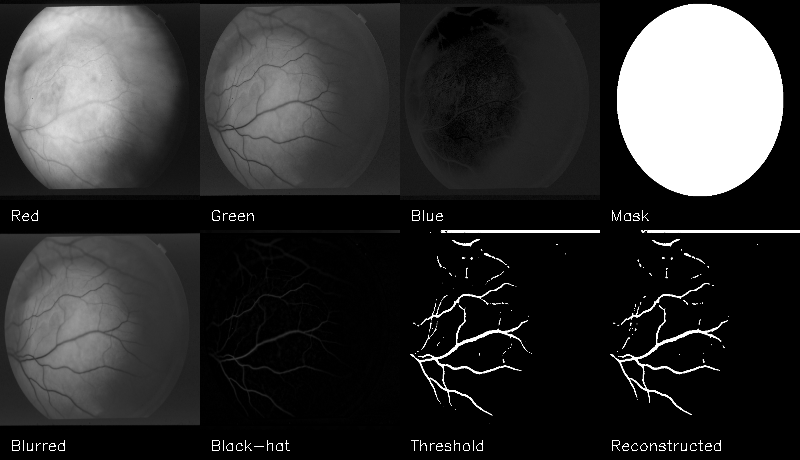 Red
Green
Blue
Mask
Blurred
Black-hat
Threshold
Reconstructed